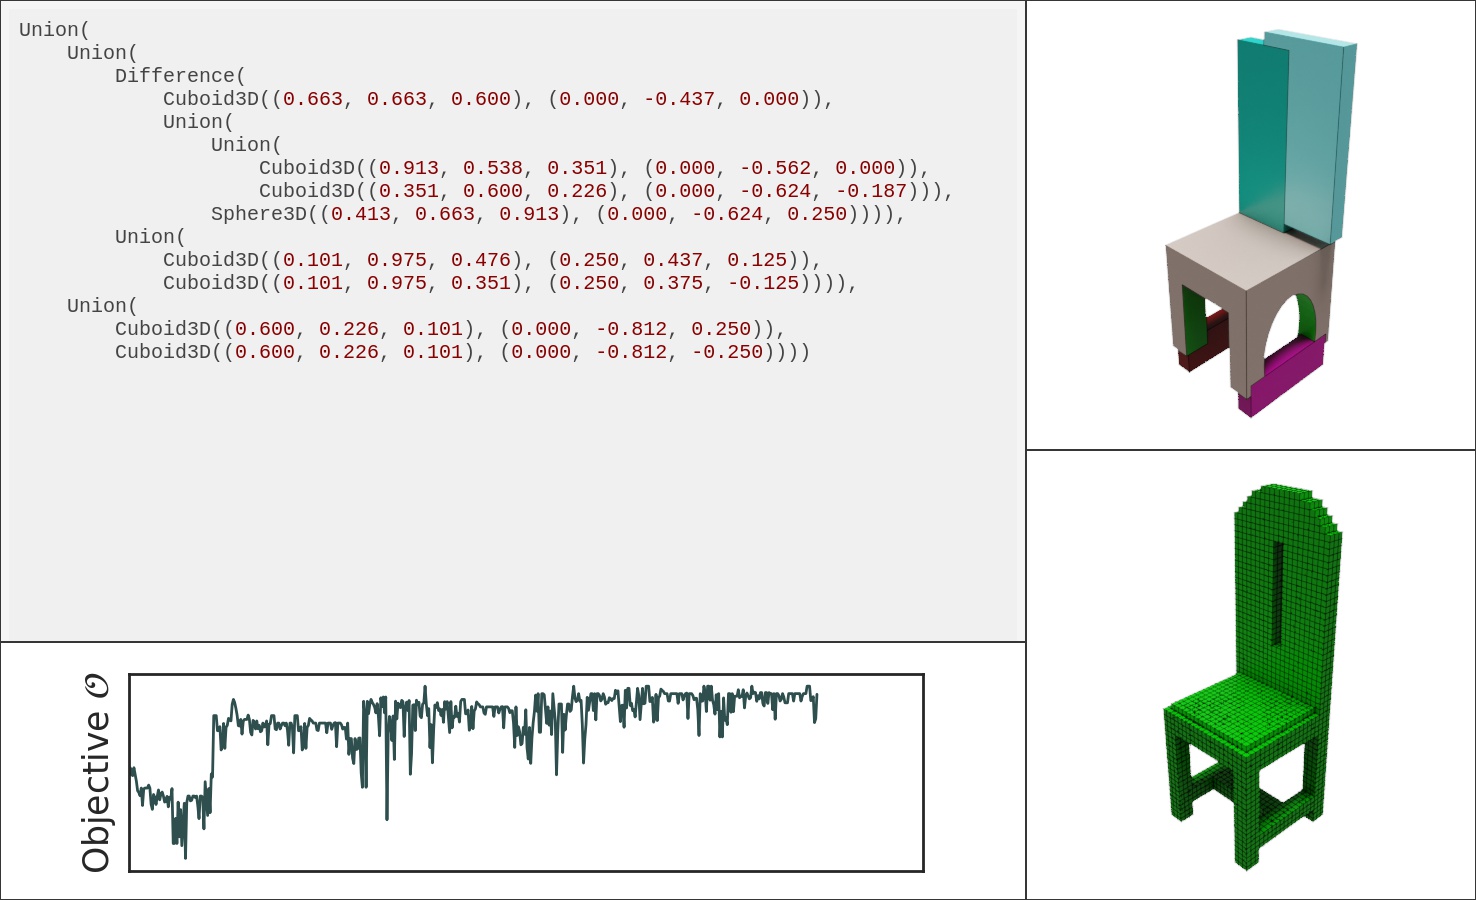 Union(
    Union(
        Difference(
            Cuboid3D((0.663, 0.663, 0.600), (0.000, -0.437, 0.000)),
            Union(
                Union(
                    Cuboid3D((0.913, 0.538, 0.351), (0.000, -0.562, 0.000)),
                    Cuboid3D((0.351, 0.600, 0.226), (0.000, -0.624, -0.187))),
                Sphere3D((0.413, 0.663, 0.913), (0.000, -0.624, 0.250)))),
        Union(
            Cuboid3D((0.101, 0.975, 0.476), (0.250, 0.437, 0.125)),
            Cuboid3D((0.101, 0.975, 0.351), (0.250, 0.375, -0.125)))),
    Union(
        Cuboid3D((0.600, 0.226, 0.101), (0.000, -0.812, 0.250)),
        Cuboid3D((0.600, 0.226, 0.101), (0.000, -0.812, -0.250))))
Objective 𝒪